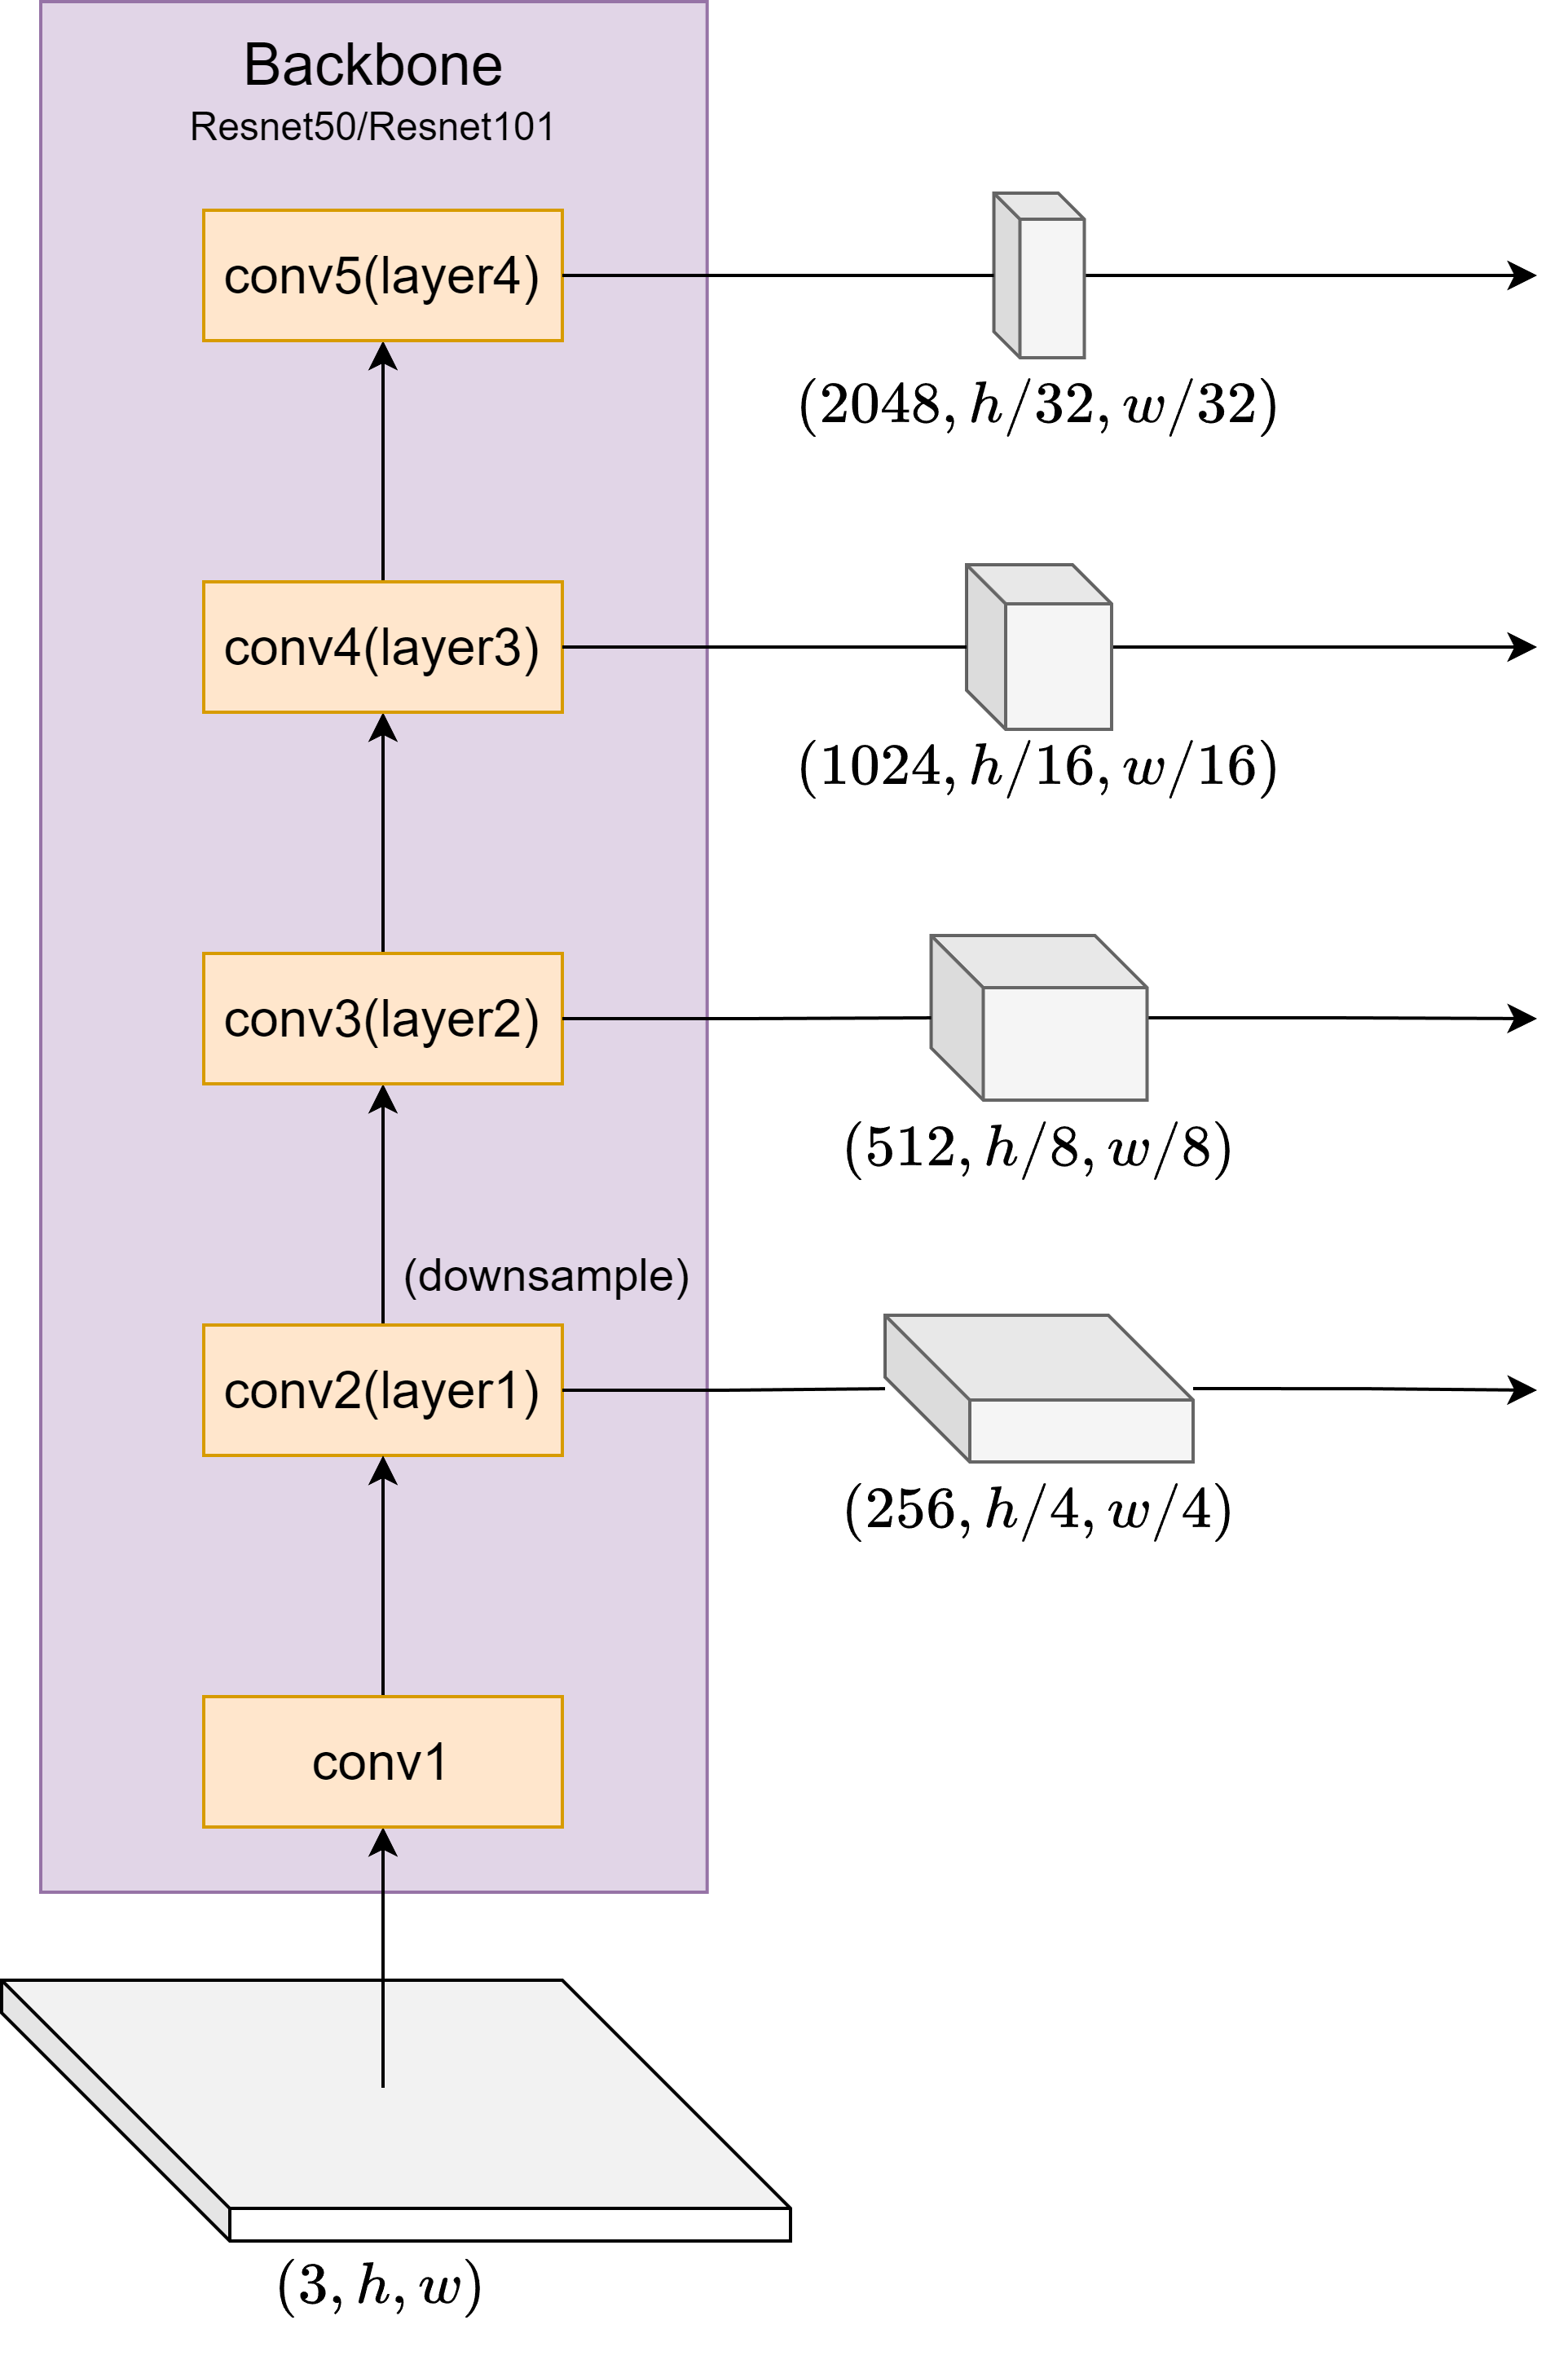 Backbone
Resnet50/Resnet101
conv5(layer4)
(2048, h/32, w/32)
conv4(layer3)
(1024, h/16, w/16)
conv3(layer2)
(512, h/8, w/8)
(downsample)
conv2(layer1)
(256, h/4, w/4)
conv1
(3, h, w)